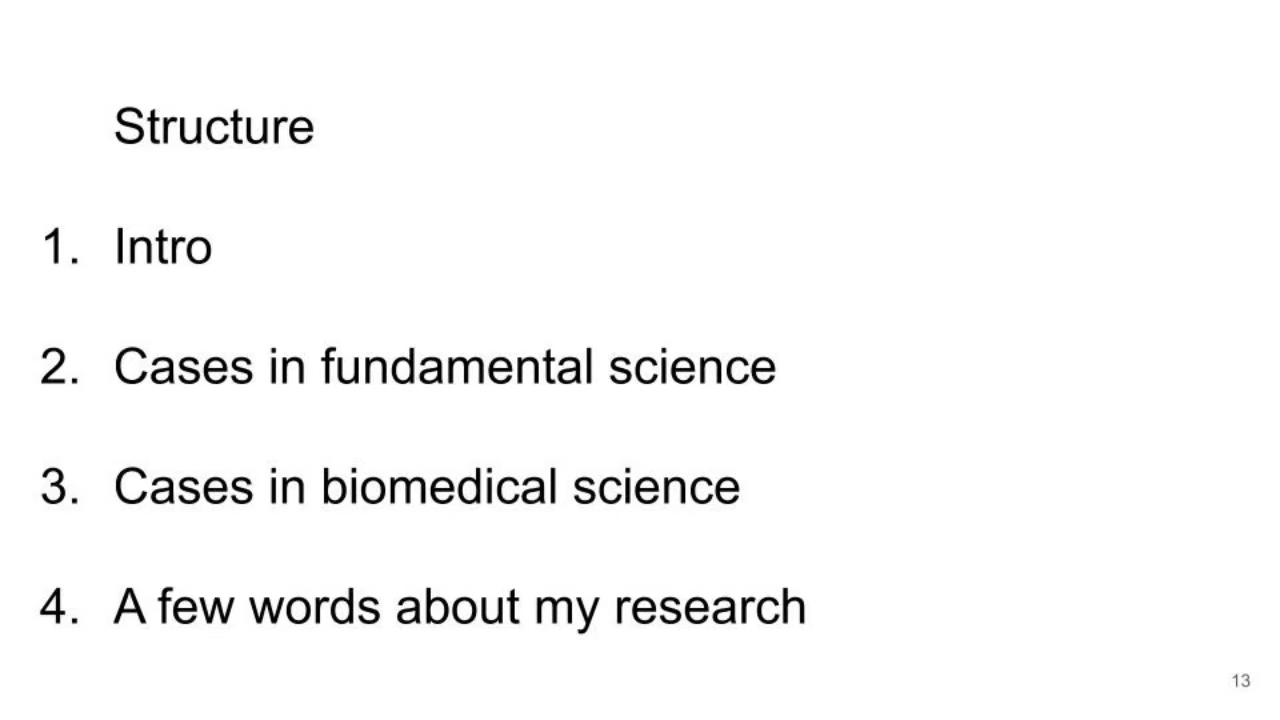 Structure
1. Intro
2. Cases in fundamental science
3. Cases in biomedical science
4. A few words about my research
13